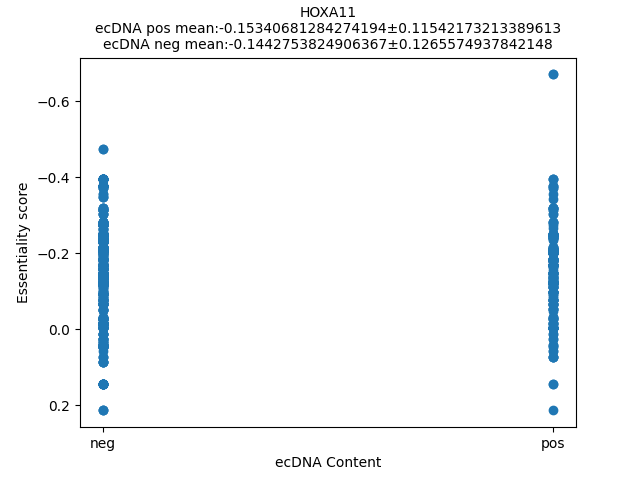 HOXA11
ecDNA pos mean:-0.15340681284274194±0.11542173213389613
ecDNA neg mean:-0.1442753824906367±0.1265574937842148
−0.6
−0.4
−0.2
0.0
0.2
Essentiality score
neg
pos
ecDNA Content